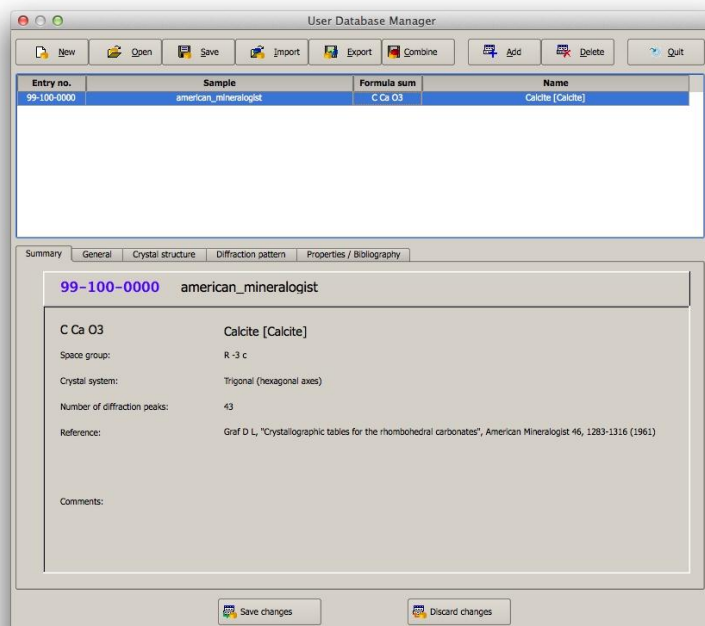 User Database Manager
New Open Save Import Export Combine Add Delete Quit
Entry no. Sample Formula sum Name
99-100-0000 american_mineralogist C Ca O3 Calcite [Calcite]
Summary General Crystal structure Diffraction pattern Properties / Bibliography
99-100-0000 american_mineralogist
C Ca O3 Calcite [Calcite]
Space group: R -3 c
Crystal system: Trigonal (hexagonal axes)
Number of diffraction peaks: 43
Reference: Graf D L, "Crystallographic tables for the rhombohedral carbonates", American Mineralogist 46, 1283-1316 (1961)
Comments:
Save changes Discard changes